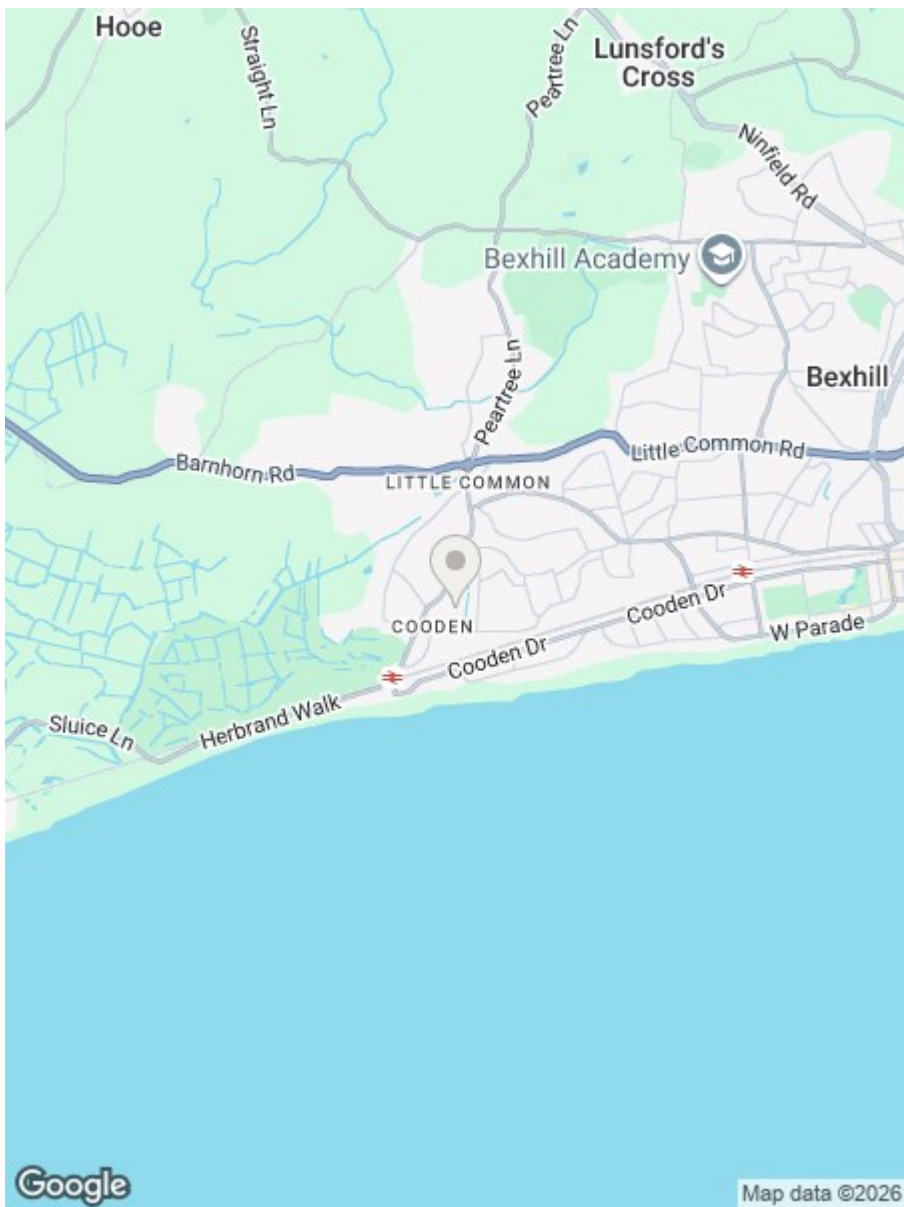 Hooe
Straight Ln
Peartree Ln
Lunsford's
Cross
Ninfield Rd
Bexhill Academy
Peartree Ln
Bexhill
Barnhorn Rd
Little Common Rd
LITTLE COMMON
COODEN
Cooden Dr
Cooden Dr
W Parade
Herbrand Walk
Sluice Ln
Google
Map data ©2026